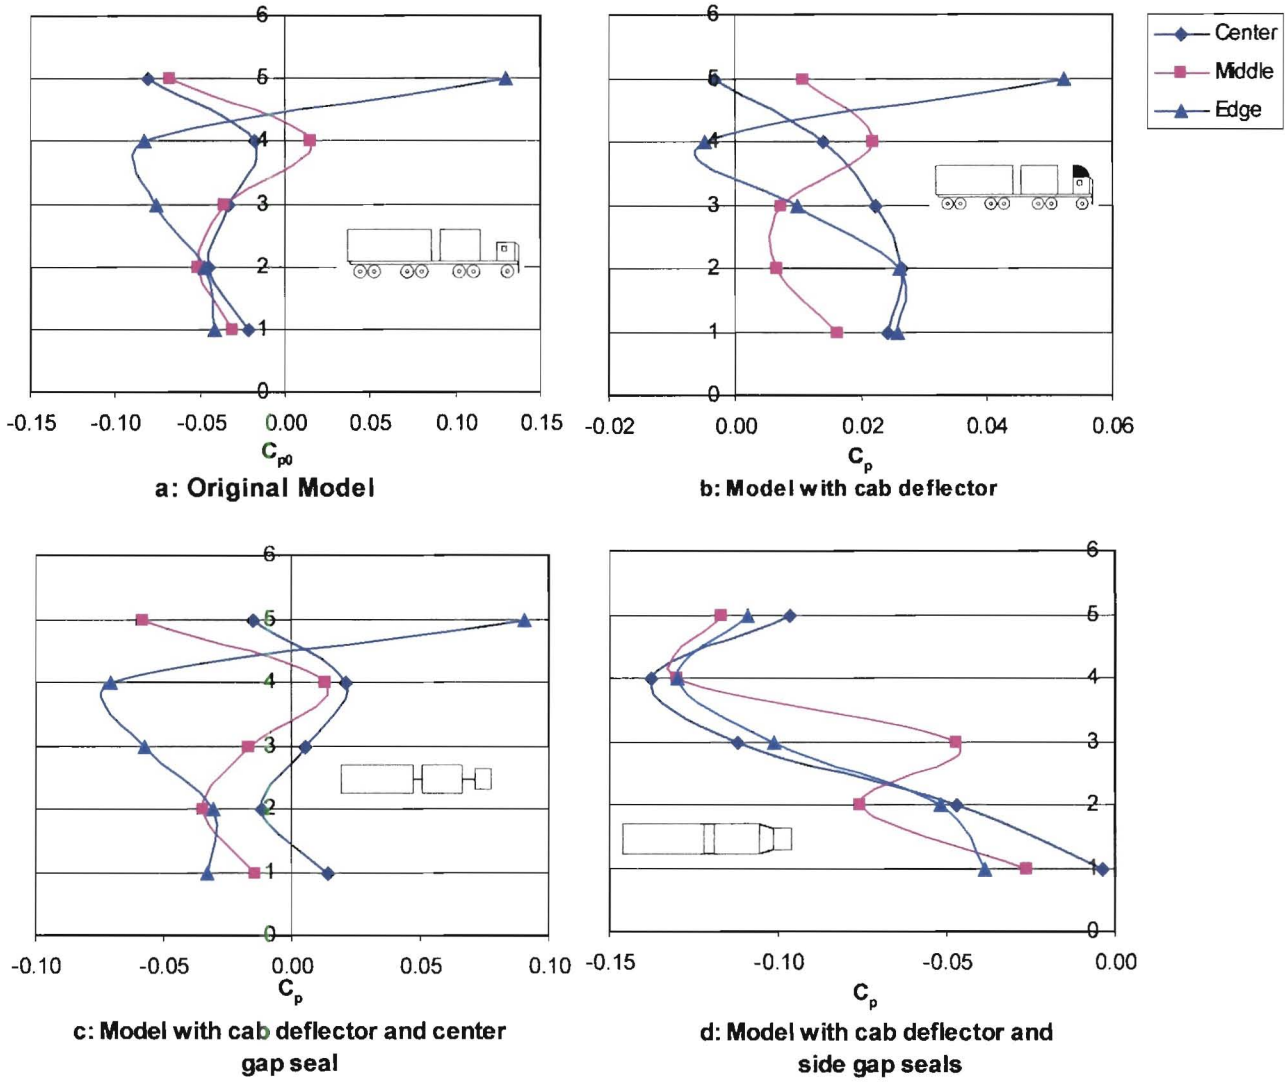 Center
Middle
Edge
6
5
4
3
2
1
0
-0.15 -0.10 -0.05 0.00 0.05 0.10 0.15
Cp0
a: Original Model
6
5
4
3
2
1
0
-0.02 0.00 0.02 0.04 0.06
Cp
b: Model with cab deflector
6
5
4
3
2
1
0
-0.10 -0.05 0.00 0.05 0.10
Cp
c: Model with cab deflector and center
gap seal
6
5
4
3
2
1
0
-0.15 -0.10 -0.05 0.00
Cp
d: Model with cab deflector and
side gap seals